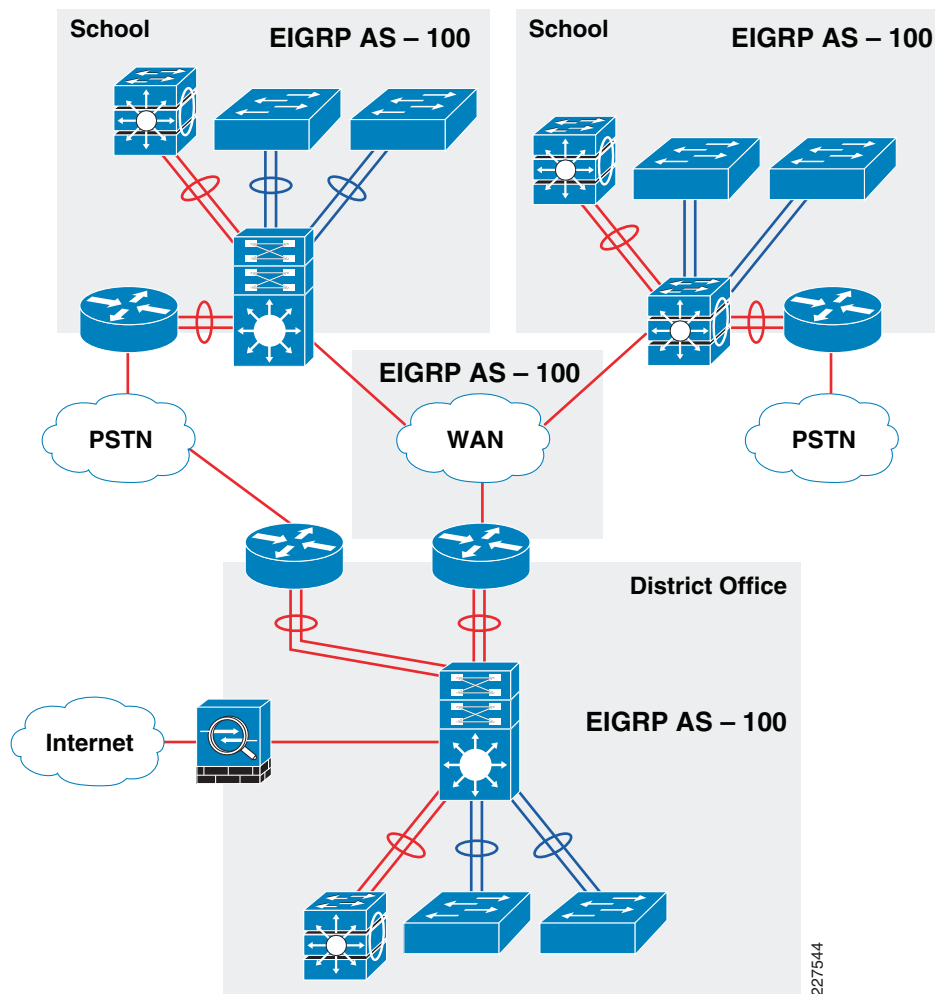 School
EIGRP AS – 100
School
EIGRP AS – 100
EIGRP AS – 100
PSTN
WAN
PSTN
District Office
EIGRP AS – 100
Internet
227544